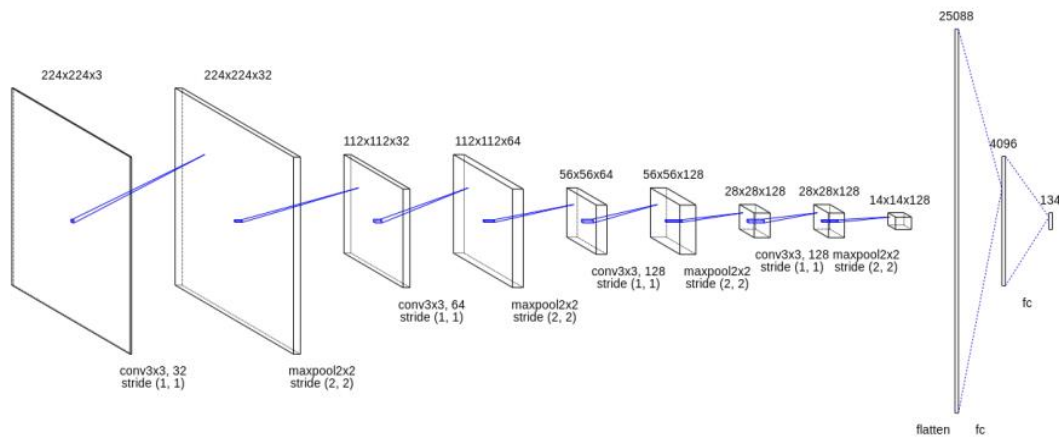 25088
224x224x3
224x224x32
112x112x32
112x112x64
56x56x64
56x56x128
28x28x128
28x28x128
14x14x128
4096
134
conv3x3, 32
stride (1, 1)
maxpool2x2
stride (2, 2)
conv3x3, 64
stride (1, 1)
maxpool2x2
stride (2, 2)
conv3x3, 128
stride (1, 1)
maxpool2x2
stride (2, 2)
conv3x3, 128
stride (1, 1)
maxpool2x2
stride (2, 2)
flatten
fc
fc